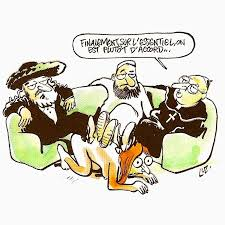 FINALEMENT, SUR L'ESSENTIEL, ON
EST PLUTÔT D'ACCORD...